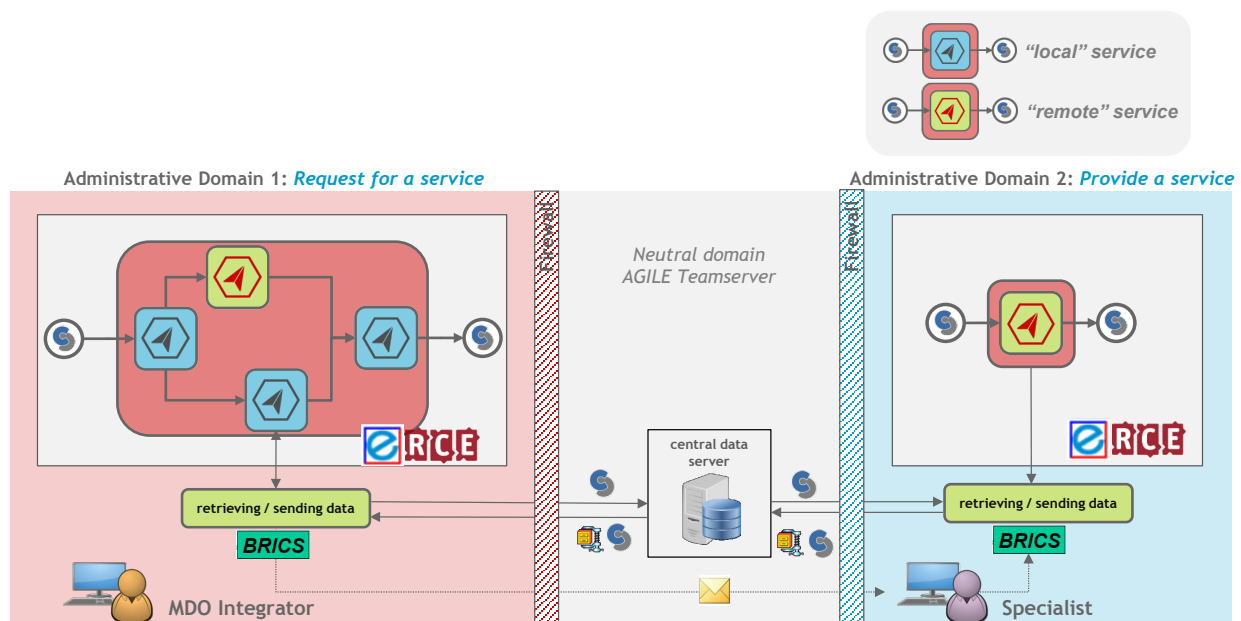 “local” service
“remote” service
Administrative Domain 1: Request for a service
Administrative Domain 2: Provide a service
Firewall
Neutral domain
AGILE Teamserver
Firewall
RCE
central data
server
RCE
retrieving / sending data
retrieving / sending data
BRICS
BRICS
MDO Integrator
Specialist